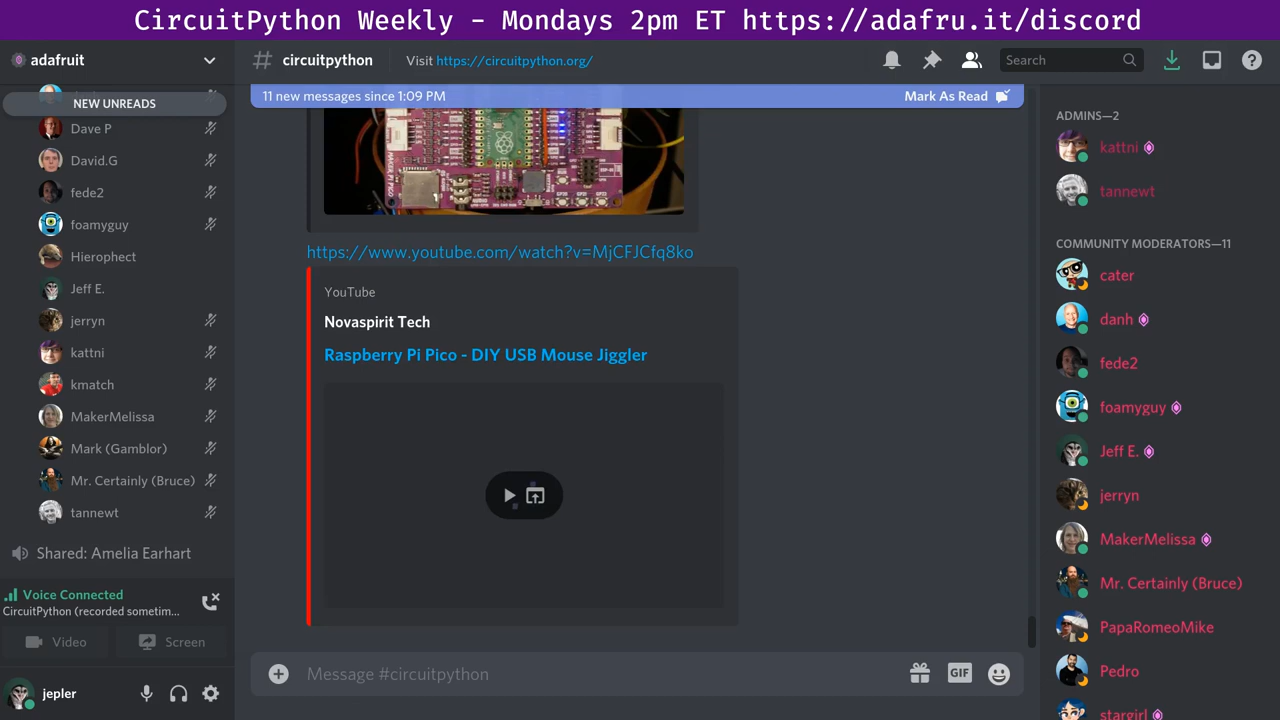 CircuitPython Weekly - Mondays 2pm ET https://adafru.it/discord
adafruit
NEW UNREADS
Dave P
David.G
fede2
foamyguy
Hierophect
Jeff E.
jerryn
kattni
kmatch
MakerMelissa
Mark (Gamblor)
Mr. Certainly (Bruce)
tannewt
Shared: Amelia Earhart
Voice Connected
CircuitPython (recorded sometim...
Video
Screen
jepler
# circuitpython
Visit https://circuitpython.org/
Search
11 new messages since 1:09 PM
Mark As Read
https://www.youtube.com/watch?v=MjCFJCfq8ko
YouTube
Novaspirit Tech
Raspberry Pi Pico - DIY USB Mouse Jiggler
Message #circuitpython
GIF
ADMINS—2
kattni
tannewt
COMMUNITY MODERATORS—11
cater
danh
fede2
foamyguy
Jeff E.
jerryn
MakerMelissa
Mr. Certainly (Bruce)
PapaRomeoMike
Pedro
stargirl